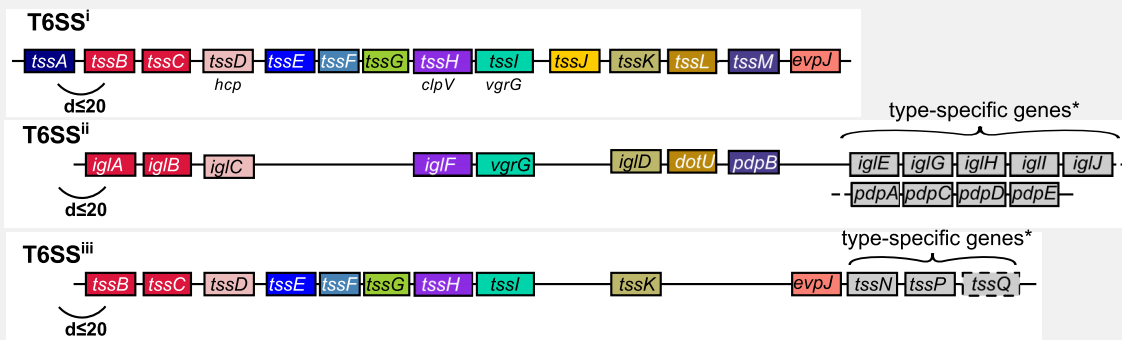 T6SSⁱ
tssA tssB tssC tssD tssE tssF tssG tssH tssI tssJ tssK tssL tssM evpJ
hcp clpV vgrG
d≤20
type-specific genes*
T6SSⁱⁱ
iglA iglB iglC iglF vgrG iglD dotU pdpB iglE iglG iglH iglI iglJ
pdpA pdpC pdpD pdpE
d≤20
type-specific genes*
T6SSⁱⁱⁱ
tssB tssC tssD tssE tssF tssG tssH tssI tssK evpJ tssN tssP tssQ
d≤20